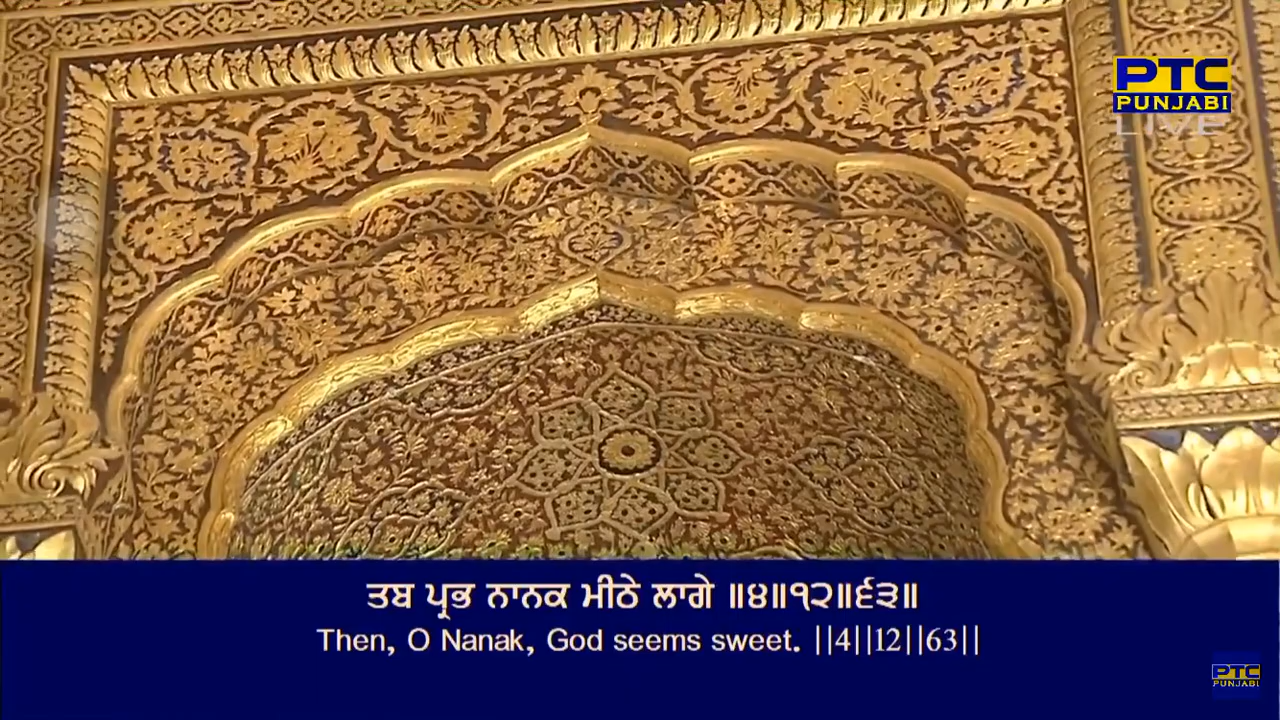 PTC
PUNJABI
LIVE
ਤਬ ਪ੍ਰਭ ਨਾਨਕ ਮੀਠੇ ਲਾਗੇ ॥੪॥੧੨॥੬੩॥
Then, O Nanak, God seems sweet. ||4||12||63||
PTC
PUNJABI